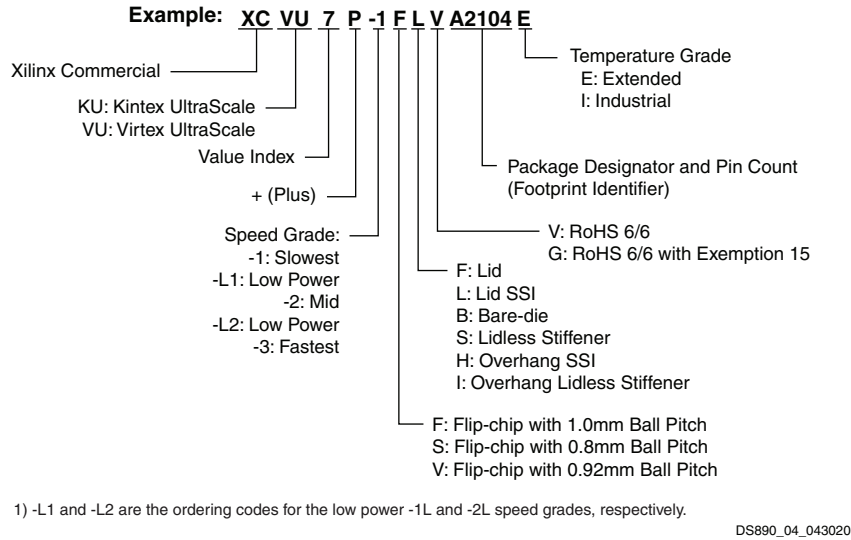 Example: XC VU 7 P -1 F L V A2104 E
Temperature Grade
E: Extended
I: Industrial
Xilinx Commercial
KU: Kintex UltraScale
VU: Virtex UltraScale
Value Index
Package Designator and Pin Count
(Footprint Identifier)
+ (Plus)
Speed Grade:
-1: Slowest
-L1: Low Power
-2: Mid
-L2: Low Power
-3: Fastest
V: RoHS 6/6
G: RoHS 6/6 with Exemption 15
F: Lid
L: Lid SSI
B: Bare-die
S: Lidless Stiffener
H: Overhang SSI
I: Overhang Lidless Stiffener
F: Flip-chip with 1.0mm Ball Pitch
S: Flip-chip with 0.8mm Ball Pitch
V: Flip-chip with 0.92mm Ball Pitch
1) -L1 and -L2 are the ordering codes for the low power -1L and -2L speed grades, respectively.
DS890_04_043020